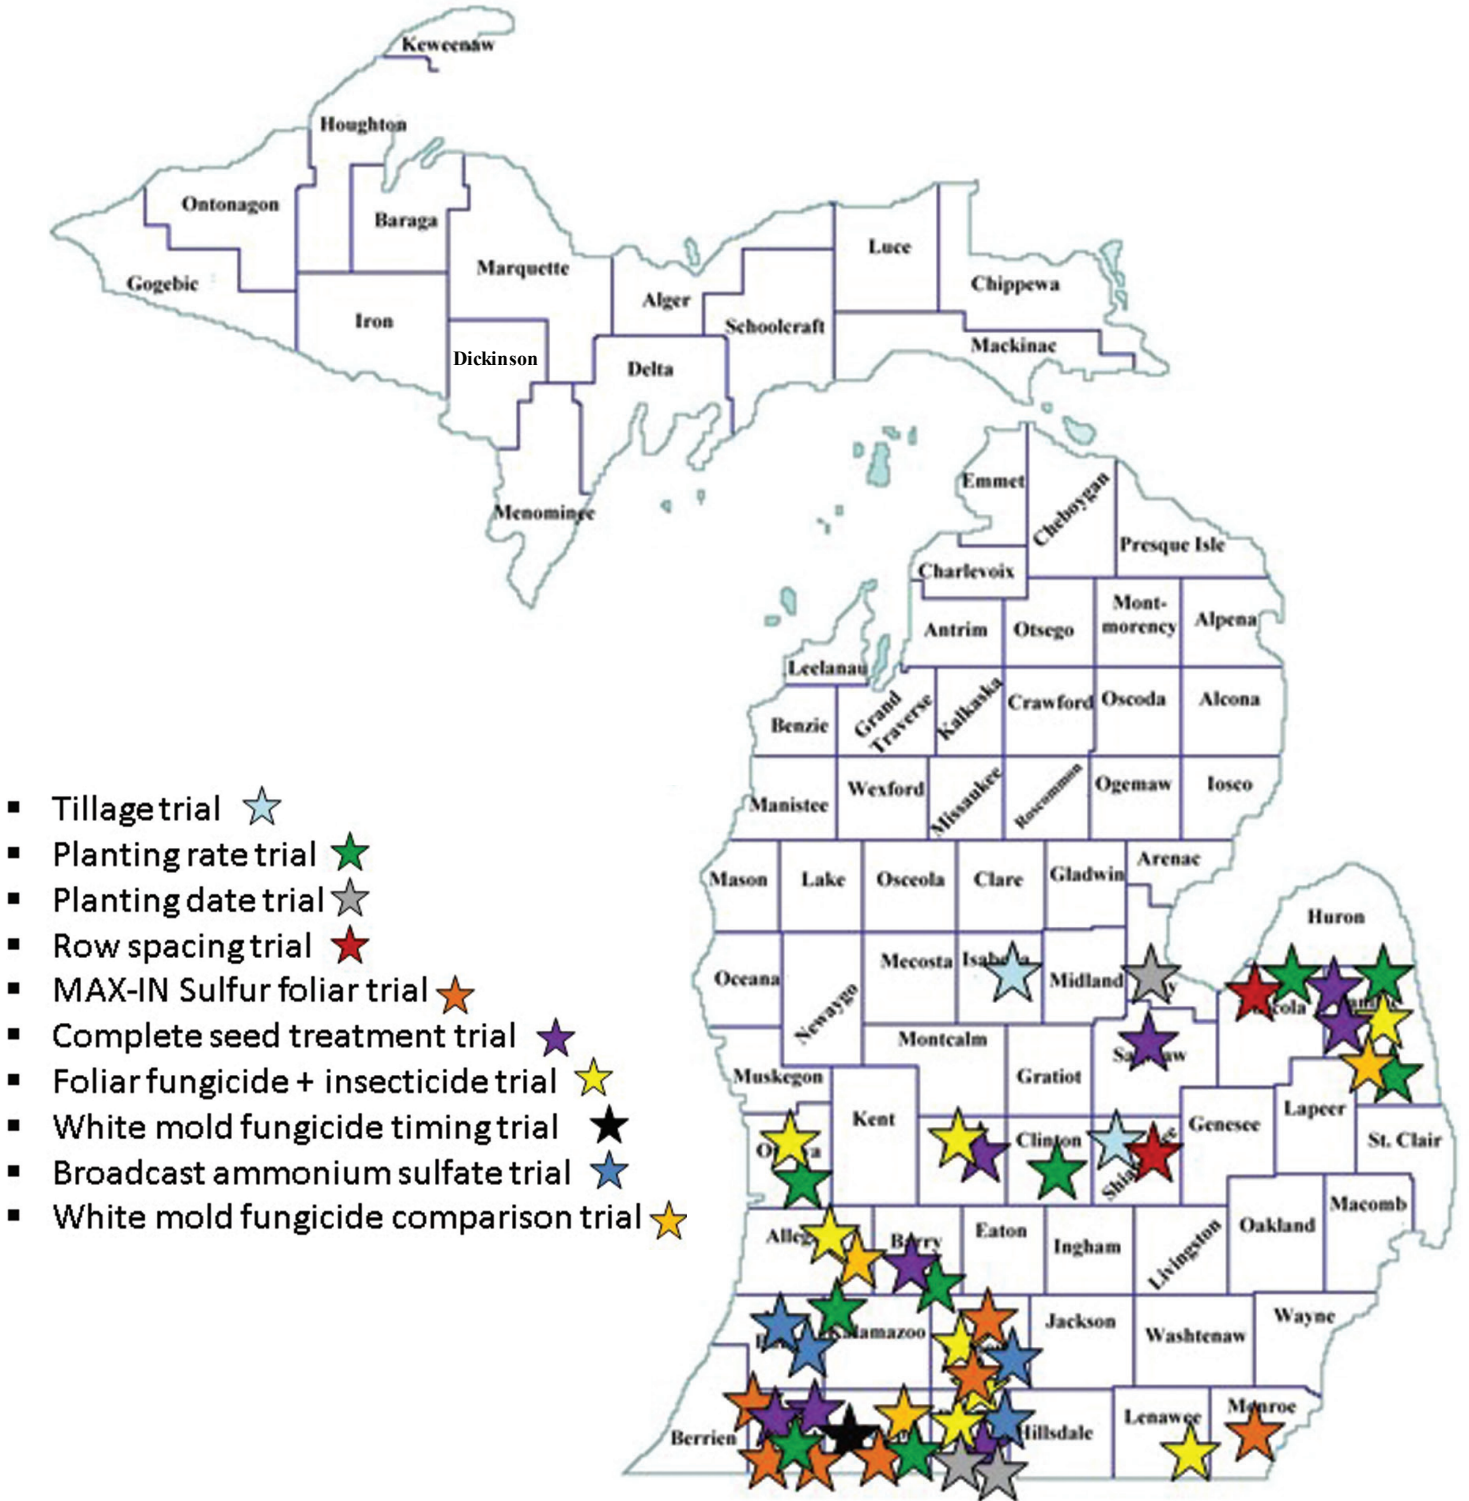 Keweenaw
Houghton
Ontonagon
Baraga
Marquette
Luce
Gogebic
Chippewa
Alger
Iron
Schoolcraft
Mackinac
Dickinson
Delta
Emmet
Cheboygan
Menominee
Presque Isle
Charlevoix
Mont-
morency
Antrim
Otsego
Alpena
Leelanau
Grand
Traverse
Kalkaska
Crawford
Oscoda
Alcona
Benzie
Manistee
Wexford
Missaukee
Roscommon
Ogemaw
Iosco
▪ Tillage trial
▪ Planting rate trial
▪ Planting date trial
▪ Row spacing trial
▪ MAX-IN Sulfur foliar trial
▪ Complete seed treatment trial
▪ Foliar fungicide + insecticide trial
▪ White mold fungicide timing trial
▪ Broadcast ammonium sulfate trial
▪ White mold fungicide comparison trial
Arenac
Mason
Lake
Osceola
Clare
Gladwin
Huron
Oceana
Newaygo
Mecosta
Midland
Montcalm
Muskegon
Gratiot
Kent
Lapeer
Genesee
Clinton
St. Clair
Macomb
Oakland
Barry
Eaton
Ingham
Livingston
Kalamazoo
Jackson
Washtenaw
Wayne
Berrien
Hillsdale
Lenawee
Monroe